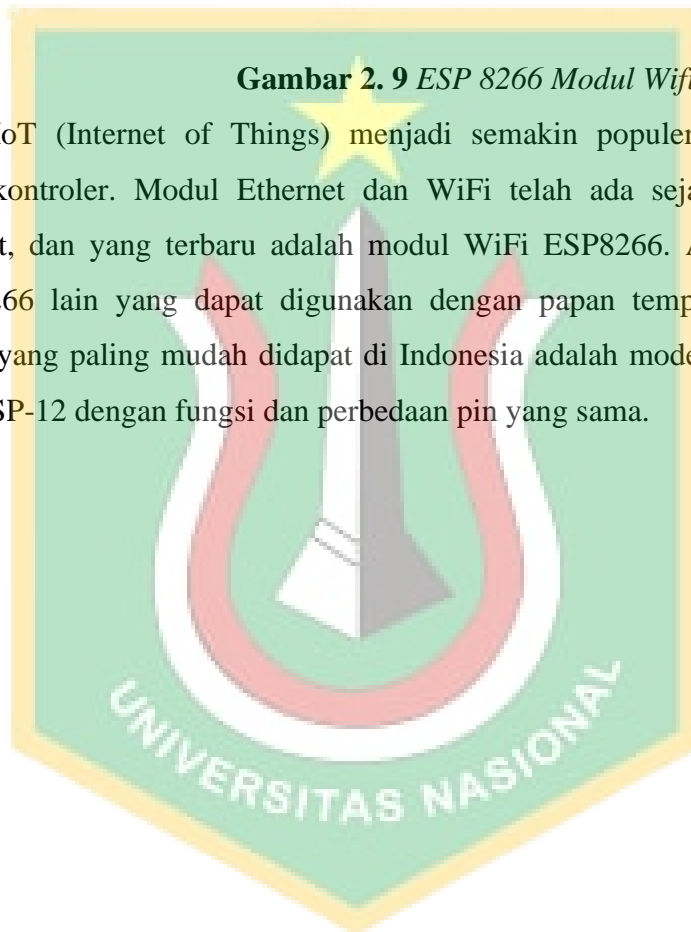 Gambar 2. 9 ESP 8266 Modul Wifi
IoT (Internet of Things) menjadi semakin populer
kontroler. Modul Ethernet dan WiFi telah ada seja
t, dan yang terbaru adalah modul WiFi ESP8266. A
266 lain yang dapat digunakan dengan papan temp
yang paling mudah didapat di Indonesia adalah mode
SP-12 dengan fungsi dan perbedaan pin yang sama.
UNIVERSITAS NASIONAL